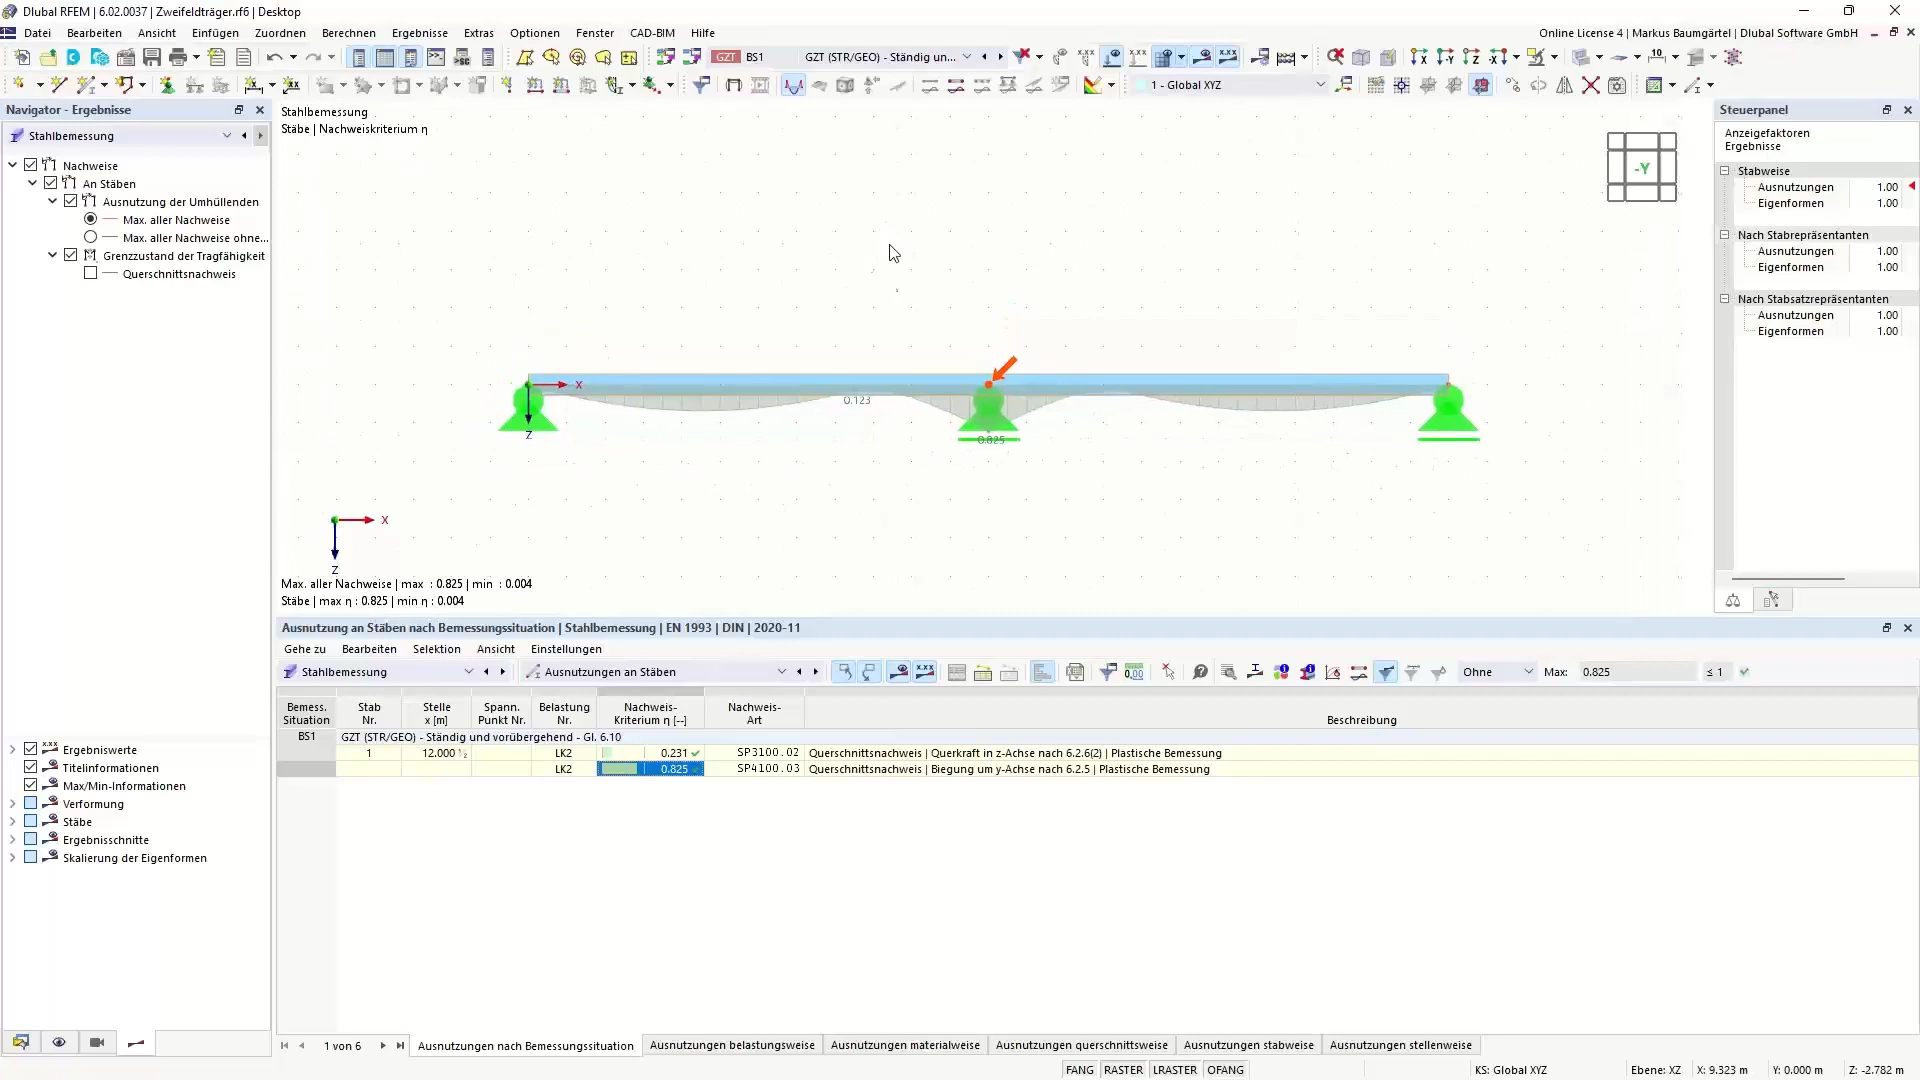 Dlubal RFEM | 6.02.0037 | Zweifeldträger.rf6 | Desktop
Datei Bearbeiten Ansicht Einfügen Zuordnen Berechnen Ergebnisse Extras Optionen Fenster CAD-BIM Hilfe
Online License 4 | Markus Baumgärtel | Dlubal Software GmbH
GZT BS1 GZT (STR/GEO) - Ständig un...
1 - Global XYZ
Navigator - Ergebnisse
Stahlbemessung
Nachweise
An Stäben
Ausnutzung der Umhüllenden
Max. aller Nachweise
Max. aller Nachweise ohne...
Grenzzustand der Tragfähigkeit
Querschnittsnachweis
Ergebniswerte
Titelinformationen
Max/Min-Informationen
Verformung
Stäbe
Ergebnisschnitte
Skalierung der Eigenformen
Stahlbemessung
Stäbe | Nachweiskriterium η
-Y
X
Z
0.123
0.825
X
Z
Max. aller Nachweise | max : 0.825 | min : 0.004
Stäbe | max η : 0.825 | min η : 0.004
Steuerpanel
Anzeigefaktoren
Ergebnisse
Stabweise
Ausnutzungen 1.00
Eigenformen 1.00
Nach Stabrepräsentanten
Ausnutzungen 1.00
Eigenformen 1.00
Nach Stabsatzrepräsentanten
Ausnutzungen 1.00
Eigenformen 1.00
Ausnutzung an Stäben nach Bemessungssituation | Stahlbemessung | EN 1993 | DIN | 2020-11
Gehe zu Bearbeiten Selektion Ansicht Einstellungen
Stahlbemessung Ausnutzungen an Stäben Ohne Max: 0.825 ≤ 1
Bemess. Stab Stelle Spann. Belastung Nachweis- Nachweis-
Situation Nr. x [m] Punkt Nr. Nr. Kriterium η [--] Art Beschreibung
BS1 GZT (STR/GEO) - Ständig und vorübergehend - Gl. 6.10
1 12.000 ½ LK2 0.231 SP3100.02 Querschnittsnachweis | Querkraft in z-Achse nach 6.2.6(2) | Plastische Bemessung
LK2 0.825 SP4100.03 Querschnittsnachweis | Biegung um y-Achse nach 6.2.5 | Plastische Bemessung
1 von 6 Ausnutzungen nach Bemessungssituation Ausnutzungen belastungsweise Ausnutzungen materialweise Ausnutzungen querschnittsweise Ausnutzungen stabweise Ausnutzungen stellenweise
FANG RASTER LRASTER OFANG KS: Global XYZ Ebene: XZ X: 9.323 m Y: 0.000 m Z: -2.782 m